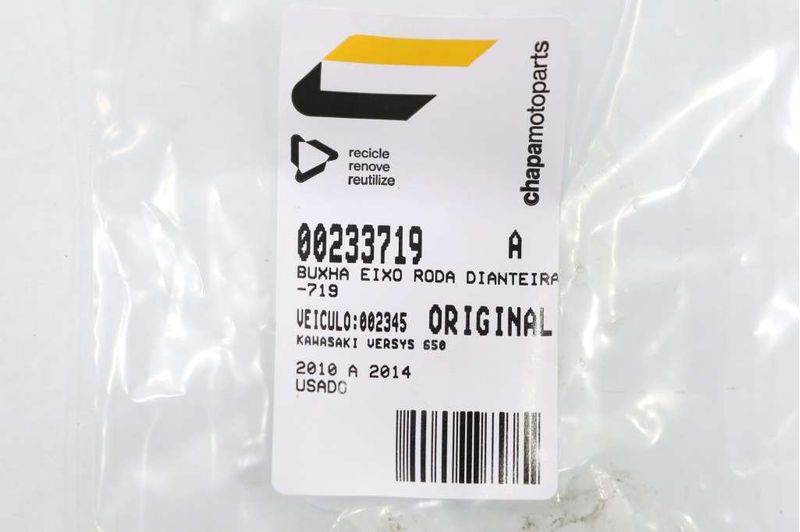 chapamotoparts
recicle
renove
reutilize
00233719 A
BUXHA EIXO RODA DIANTEIRA
-719
VEICULO:002345 ORIGINAL
KAWASAKI VERSYS 650
2010 A 2014
USADO